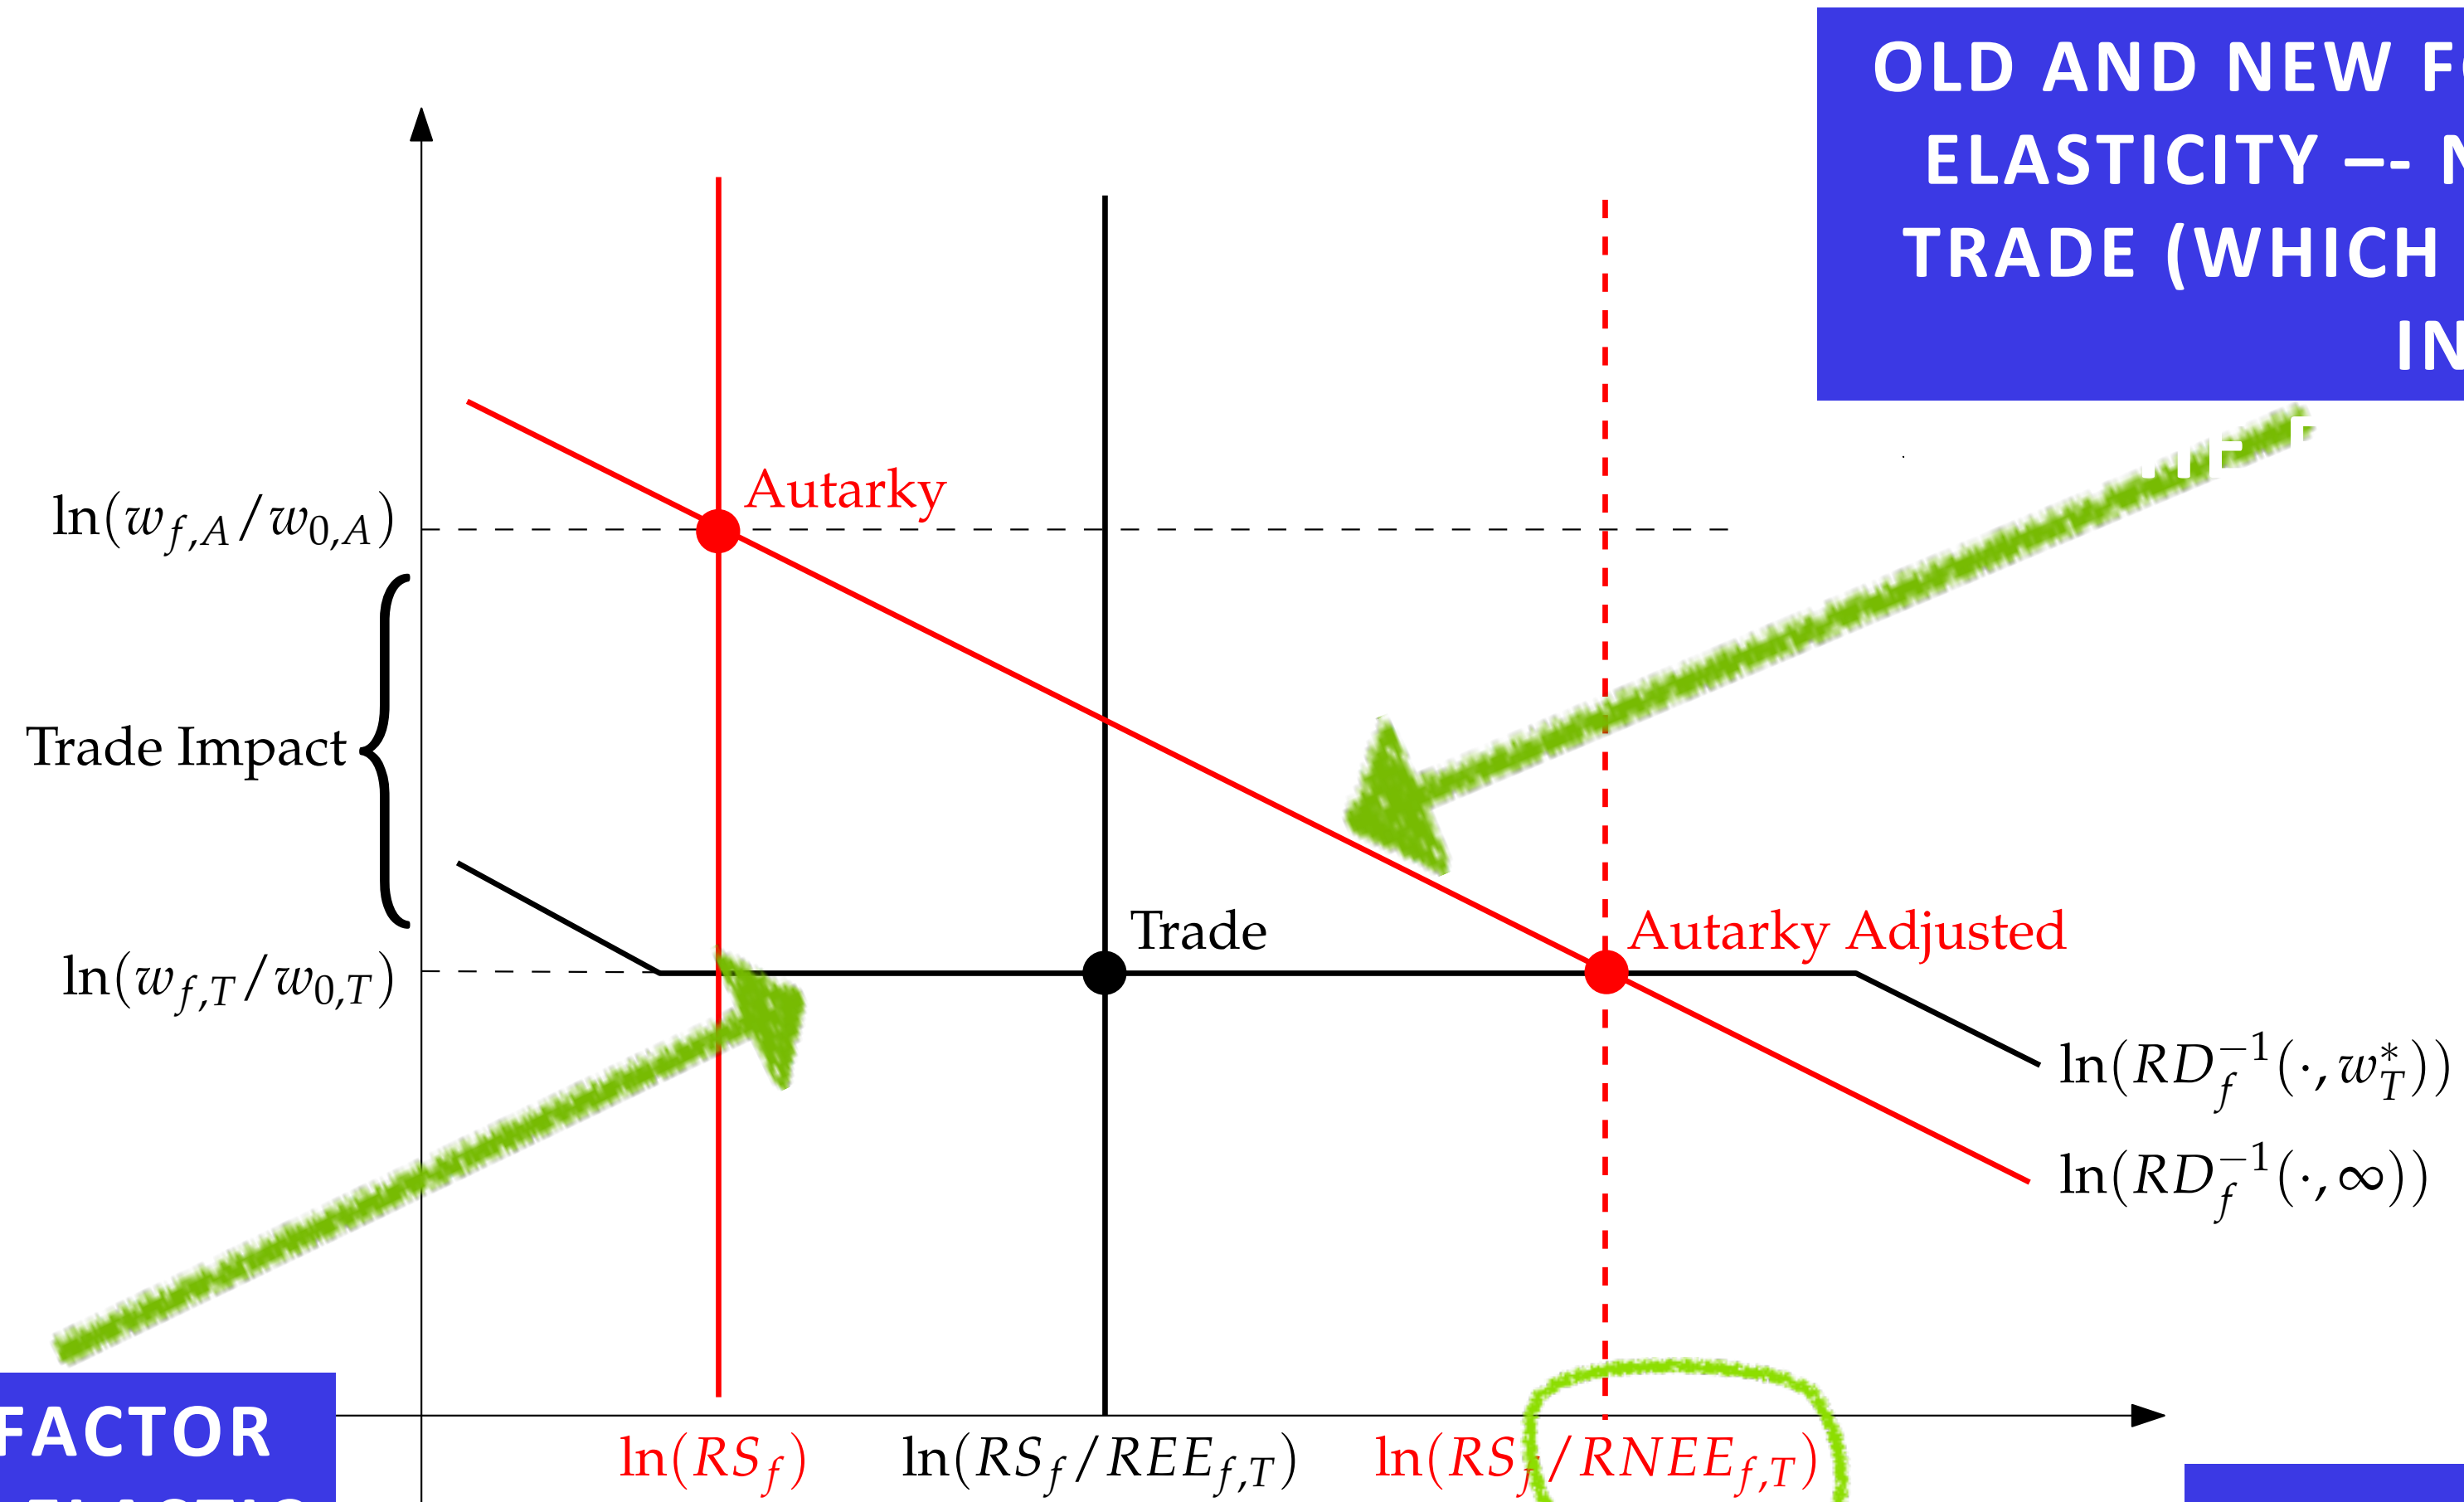 OLD AND NEW
ELASTICITY –-
TRADE (WHICH
IN
Autarky
ln(w_{f,A}/w_{0,A})
Trade Impact
Trade
Autarky Adjusted
ln(w_{f,T}/w_{0,T})
ln(RD_f^{-1}(·, w_T^*))
ln(RD_f^{-1}(·, ∞))
FACTOR
ln(RS_f)
ln(RS_f/REE_{f,T})
ln(RS_f/RNEE_{f,T})